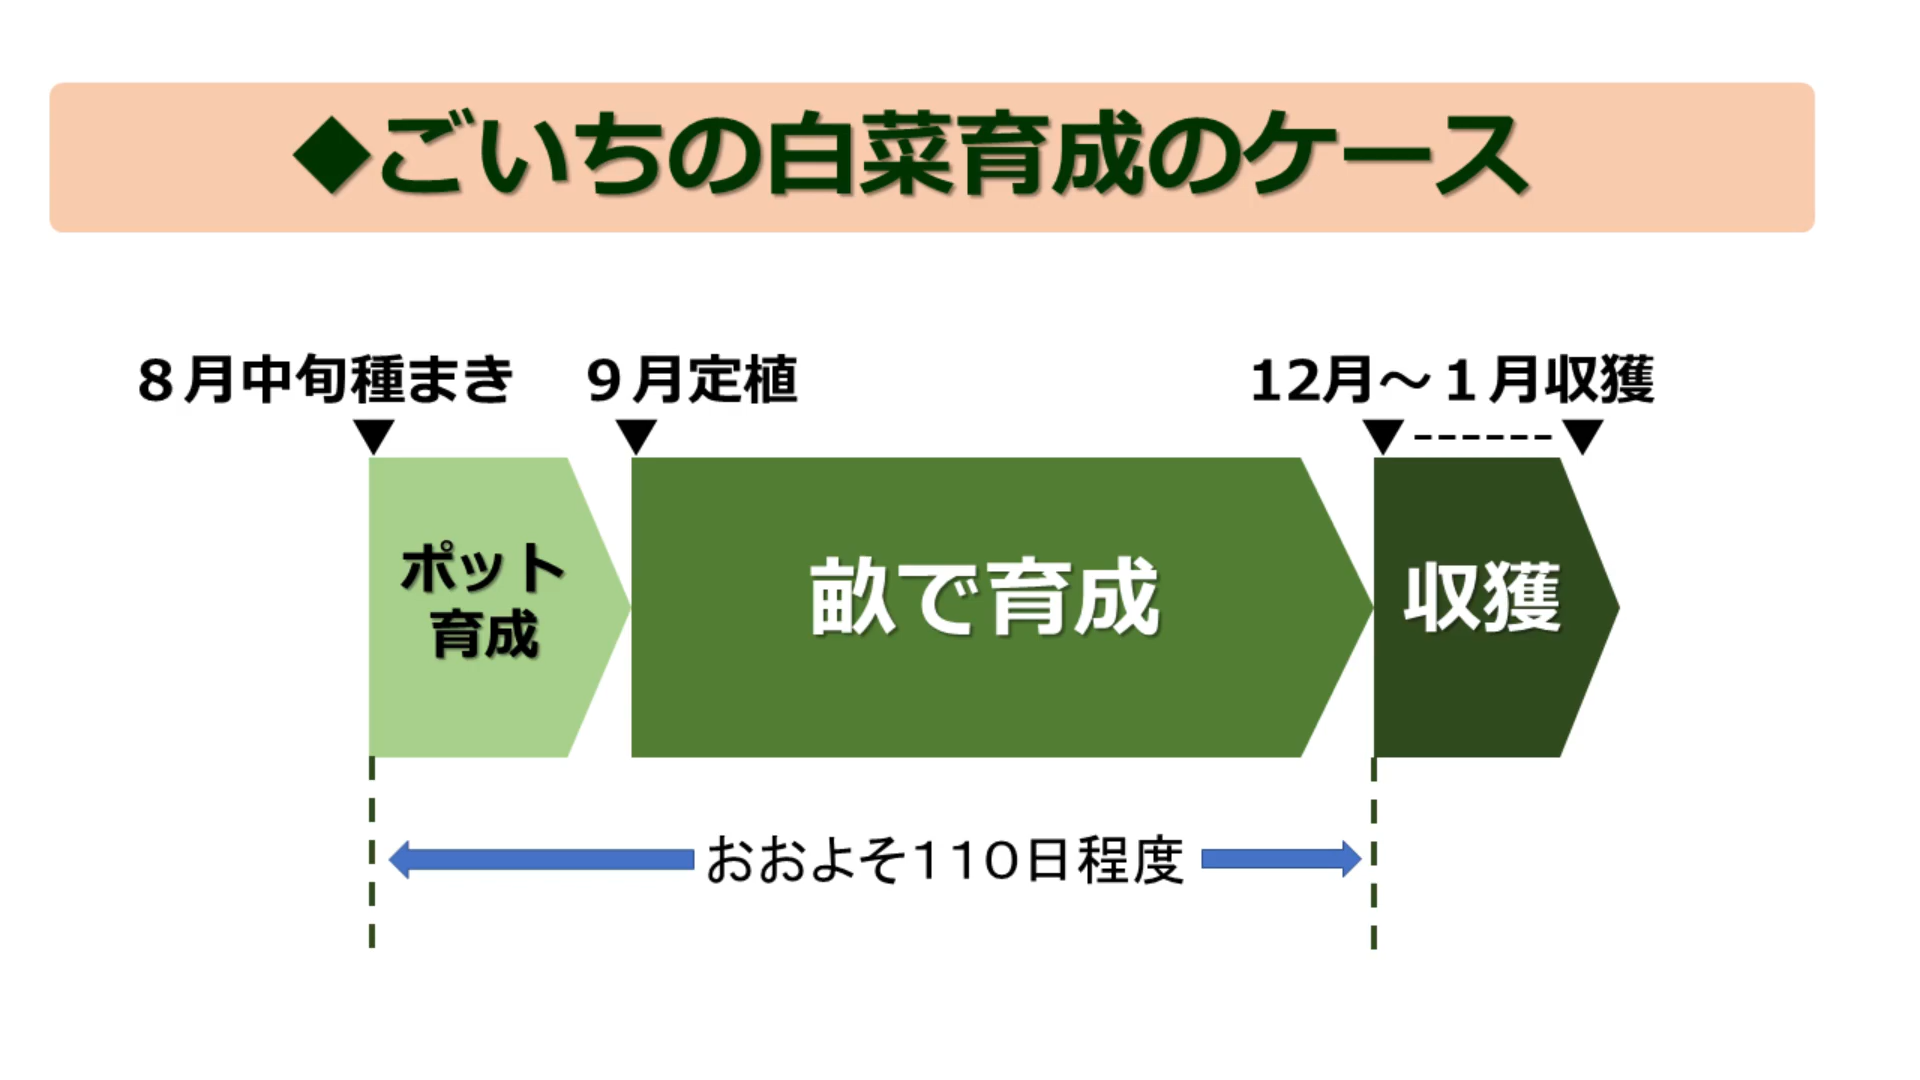 ◆ごいちの白菜育成のケース
８月中旬種まき
９月定植
12月～１月収獲
ポット
育成
畝で育成
収獲
おおよそ１１０日程度